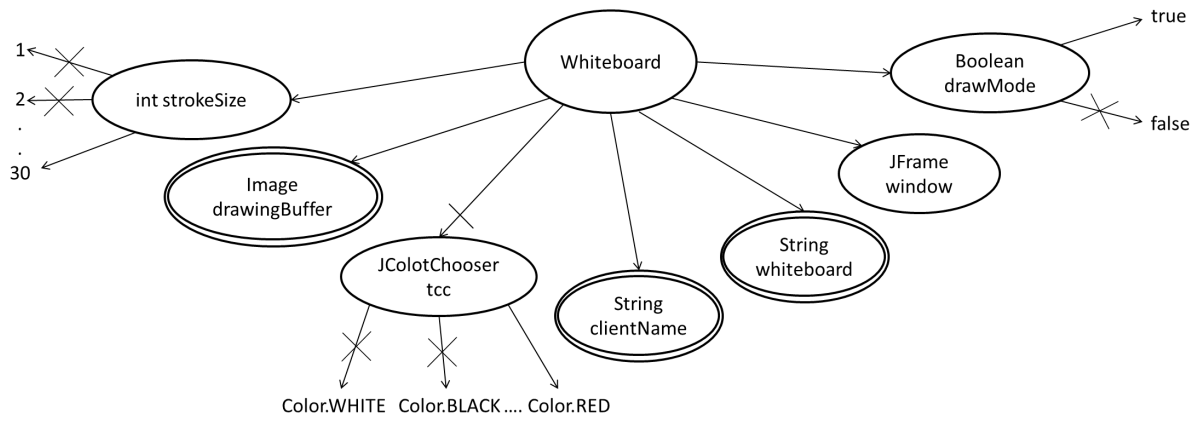 Whiteboard
true
Boolean
drawMode
false
1
2
.
.
30
int strokeSize
JFrame
window
Image
drawingBuffer
String
whiteboard
JColotChooser
tcc
String
clientName
Color.WHITE Color.BLACK .... Color.RED